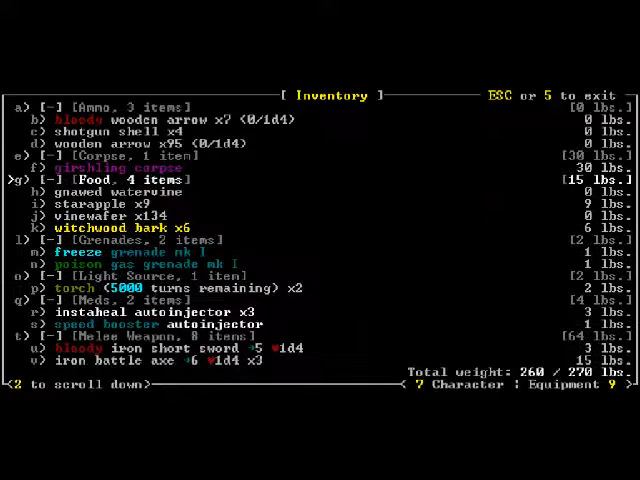 [ Inventory ] ESC or 5 to exit
a) [-] [Ammo, 3 items] [0 lbs.]
b) bloody wooden arrow x7 (0/1d4) 0 lbs.
c) shotgun shell x4 0 lbs.
d) wooden arrow x95 (0/1d4) 0 lbs.
e) [-] [Corpse, 1 item] [30 lbs.]
f) girshling corpse 30 lbs.
>g) [-] [Food, 4 items] [15 lbs.]
h) gnawed watervine 0 lbs.
i) starapple x9 9 lbs.
j) vinewafer x134 0 lbs.
k) witchwood bark x6 6 lbs.
l) [-] [Grenades, 2 items] [2 lbs.]
m) freeze grenade mk I 1 lbs.
n) poison gas grenade mk I 1 lbs.
o) [-] [Light Source, 1 item] [2 lbs.]
p) torch (5000 turns remaining) x2 2 lbs.
q) [-] [Meds, 2 items] [4 lbs.]
r) instaheal autoinjector x3 3 lbs.
s) speed booster autoinjector 1 lbs.
t) [-] [Melee Weapon, 8 items] [64 lbs.]
u) bloody iron short sword →5 ♥1d4 3 lbs.
v) iron battle axe →6 ♥1d4 x3 15 lbs.
Total weight: 260 / 270 lbs.
<2 to scroll down> < 7 Character | Equipment 9 >